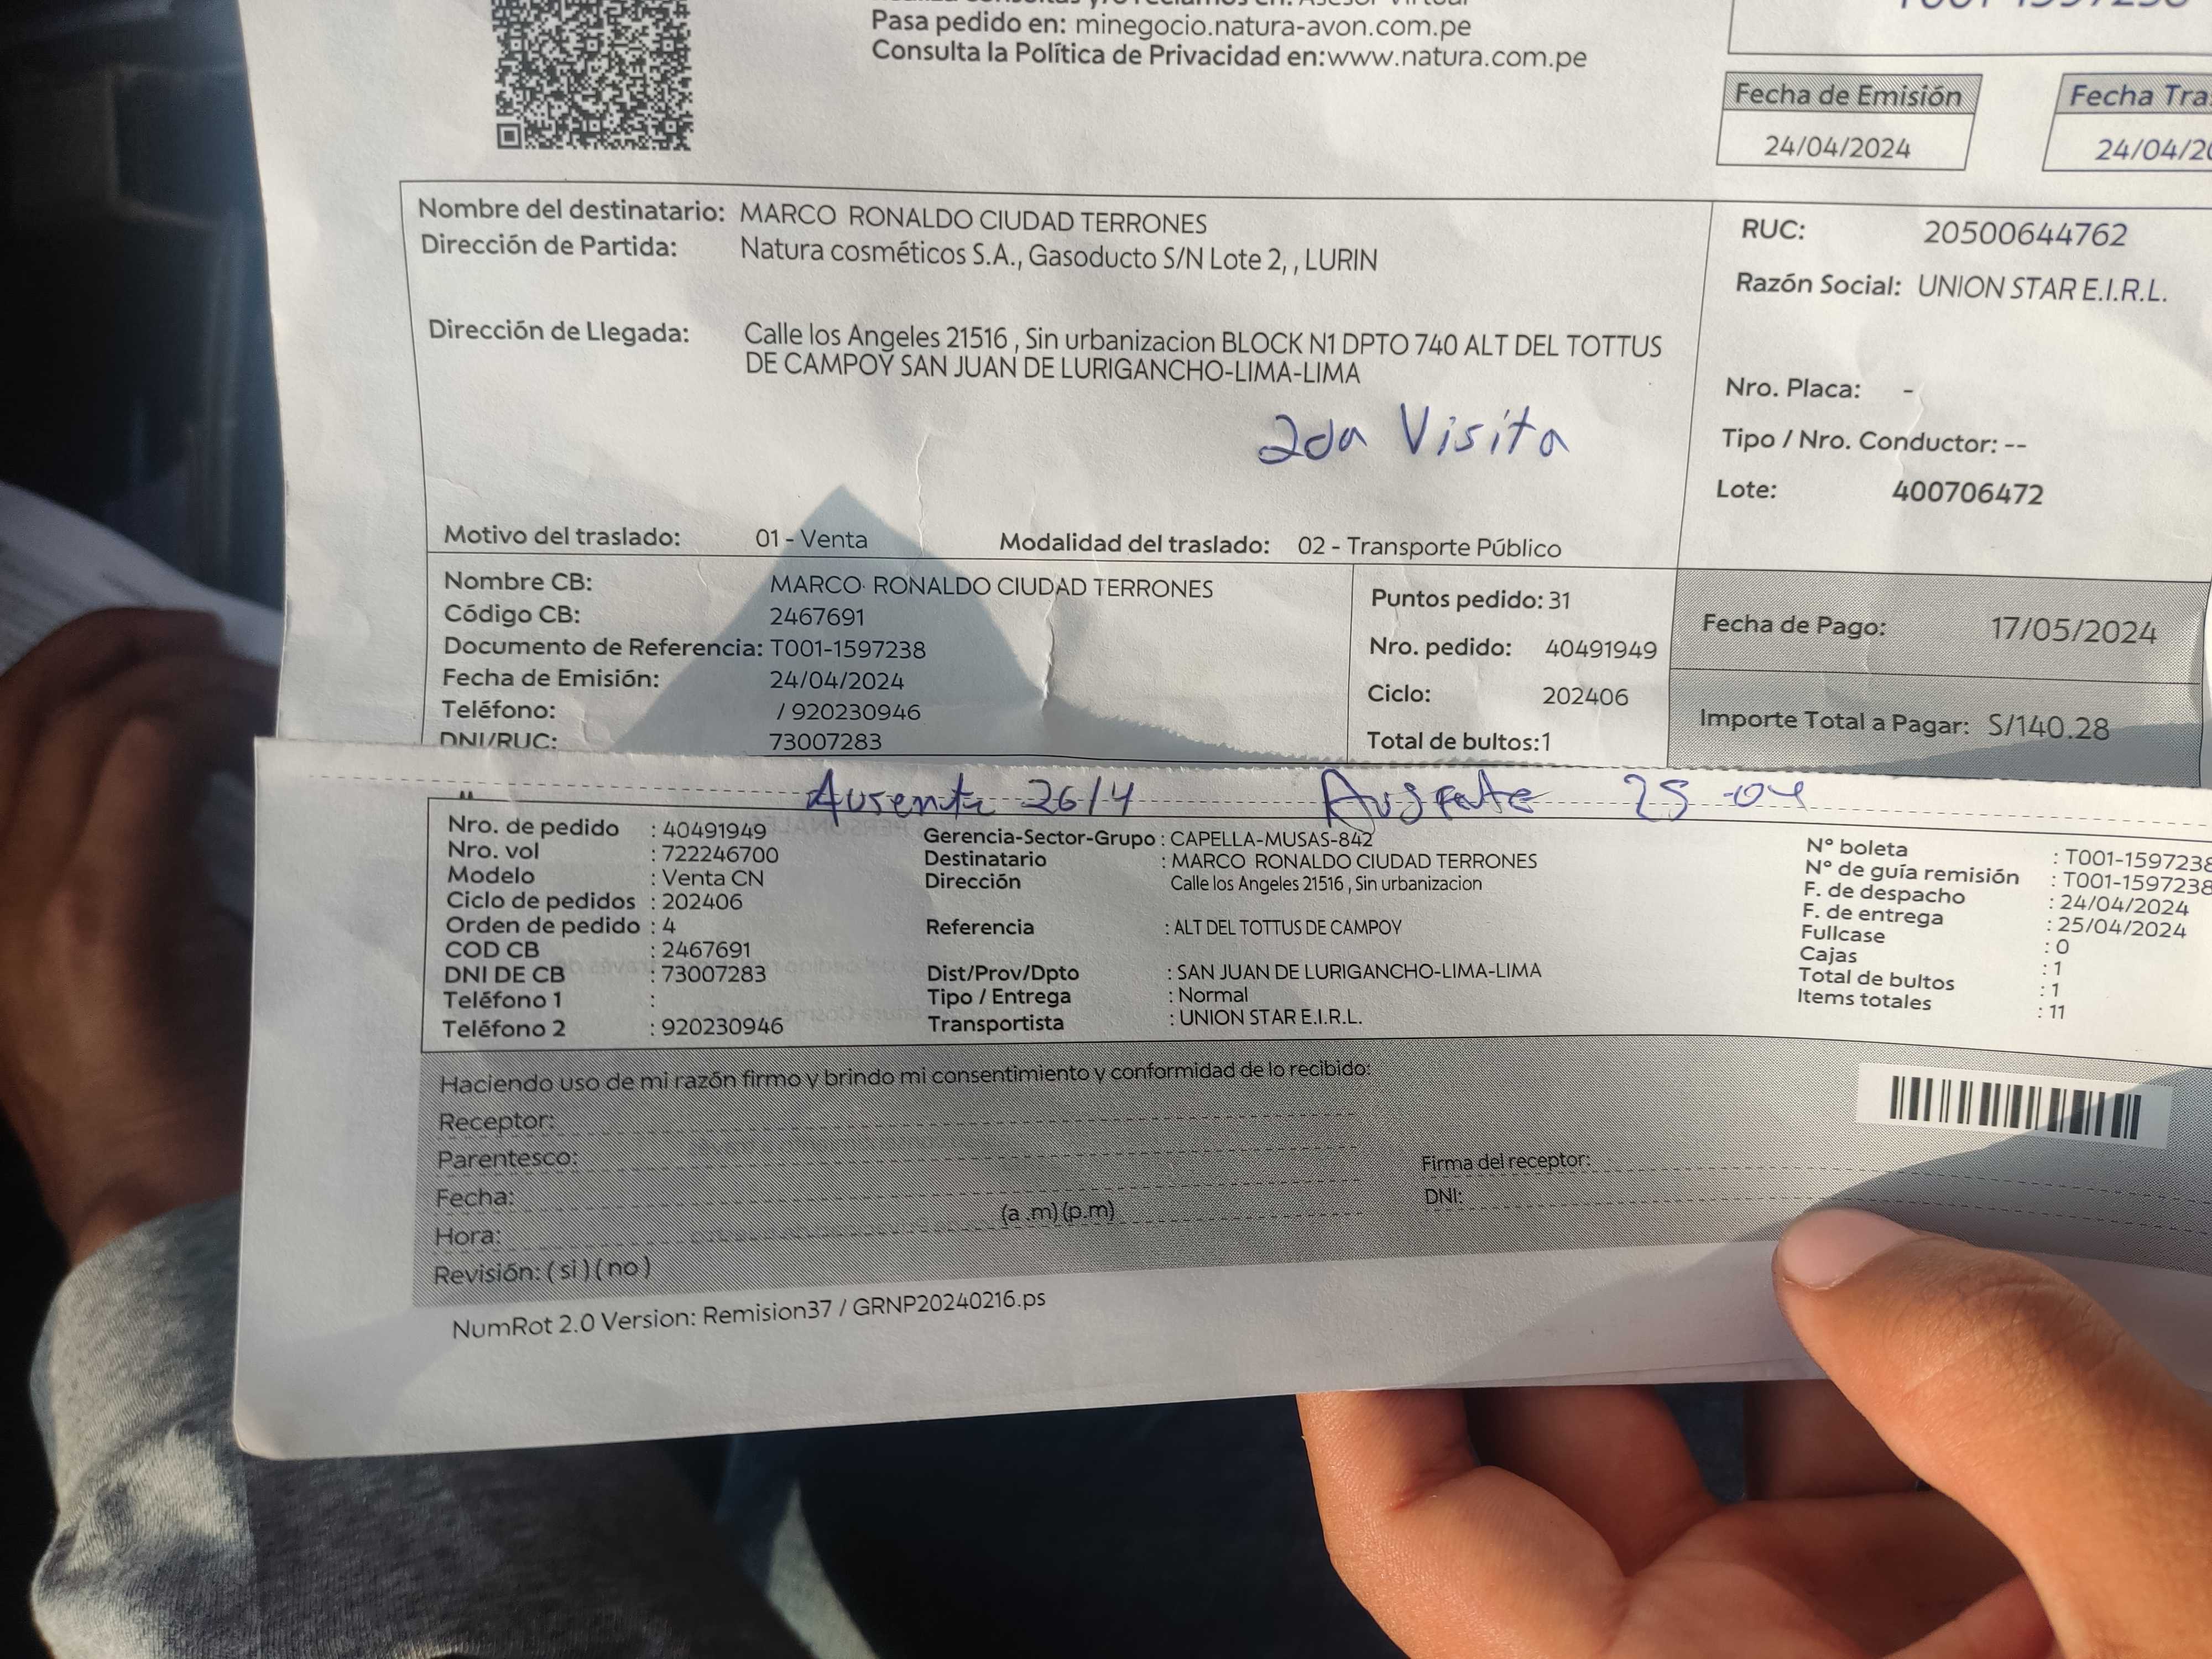 Pasa pedido en: minegocio.natura-avon.com.pe
Consulta la Política de Privacidad en:www.natura.com.pe
Fecha de Emisión
24/04/2024
Fecha Tra
24/04/20
Nombre del destinatario: MARCO RONALDO CIUDAD TERRONES
Dirección de Partida: Natura cosméticos S.A., Gasoducto S/N Lote 2, , LURIN
Dirección de Llegada: Calle los Angeles 21516 , Sin urbanizacion BLOCK N1 DPTO 740 ALT DEL TOTTUS
DE CAMPOY SAN JUAN DE LURIGANCHO-LIMA-LIMA
2da Visita
Motivo del traslado: 01 - Venta Modalidad del traslado: 02 - Transporte Público
RUC: 20500644762
Razón Social: UNION STAR E.I.R.L.
Nro. Placa: -
Tipo / Nro. Conductor: --
Lote: 400706472
Nombre CB: MARCO RONALDO CIUDAD TERRONES
Código CB: 2467691
Documento de Referencia: T001-1597238
Fecha de Emisión: 24/04/2024
Teléfono: / 920230946
DNI/RUC: 73007283
Puntos pedido: 31
Nro. pedido: 40491949
Ciclo: 202406
Total de bultos:1
Fecha de Pago: 17/05/2024
Importe Total a Pagar: S/140.28
Ausente 26/4 Ausente 25-04
Nro. de pedido : 40491949
Nro. vol : 722246700
Modelo : Venta CN
Ciclo de pedidos : 202406
Orden de pedido : 4
COD CB : 2467691
DNI DE CB : 73007283
Teléfono 1 :
Teléfono 2 : 920230946
Gerencia-Sector-Grupo : CAPELLA-MUSAS-842
Destinatario : MARCO RONALDO CIUDAD TERRONES
Dirección Calle los Angeles 21516 , Sin urbanizacion
Referencia : ALT DEL TOTTUS DE CAMPOY
Dist/Prov/Dpto : SAN JUAN DE LURIGANCHO-LIMA-LIMA
Tipo / Entrega : Normal
Transportista : UNION STAR E.I.R.L.
N° boleta : T001-1597238
N° de guía remisión : T001-1597238
F. de despacho : 24/04/2024
F. de entrega : 25/04/2024
Fullcase : 0
Cajas : 1
Total de bultos : 1
Items totales : 11
Haciendo uso de mi razón firmo y brindo mi consentimiento y conformidad de lo recibido:
Receptor:
Parentesco:
Fecha:
Hora: (a .m) (p.m)
Revisión: ( si ) ( no )
Firma del receptor:
DNI:
NumRot 2.0 Version: Remision37 / GRNP20240216.ps